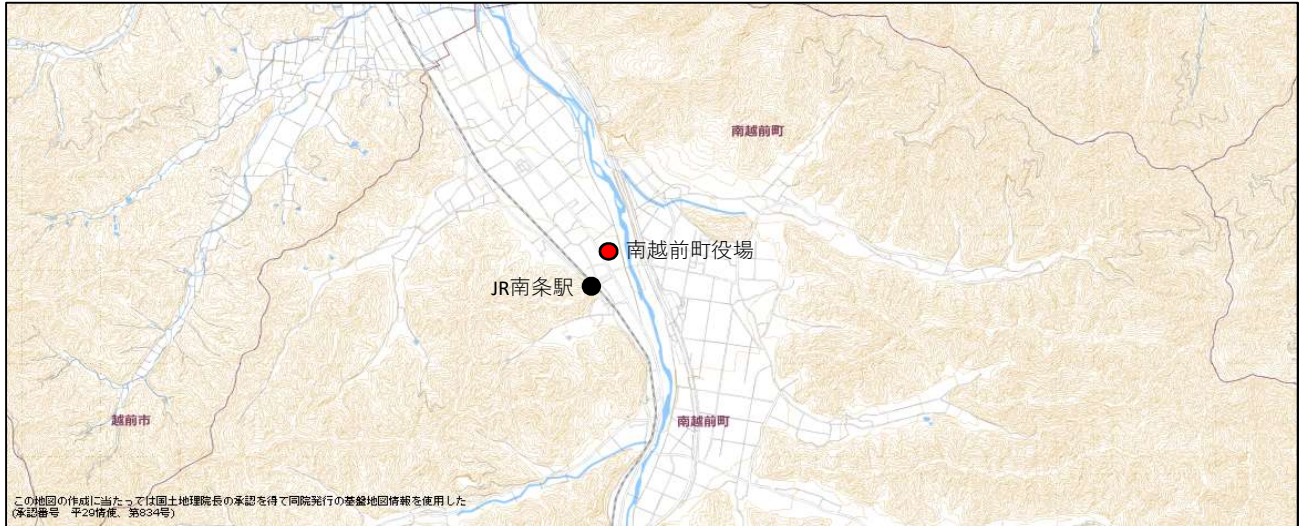 南越前町
南越前町役場
JR南条駅
越前市
南越前町
この地図の作成に当たっては国土地理院長の承認を得て同院発行の基盤地図情報を使用した
(承認番号　平29情使、第834号)